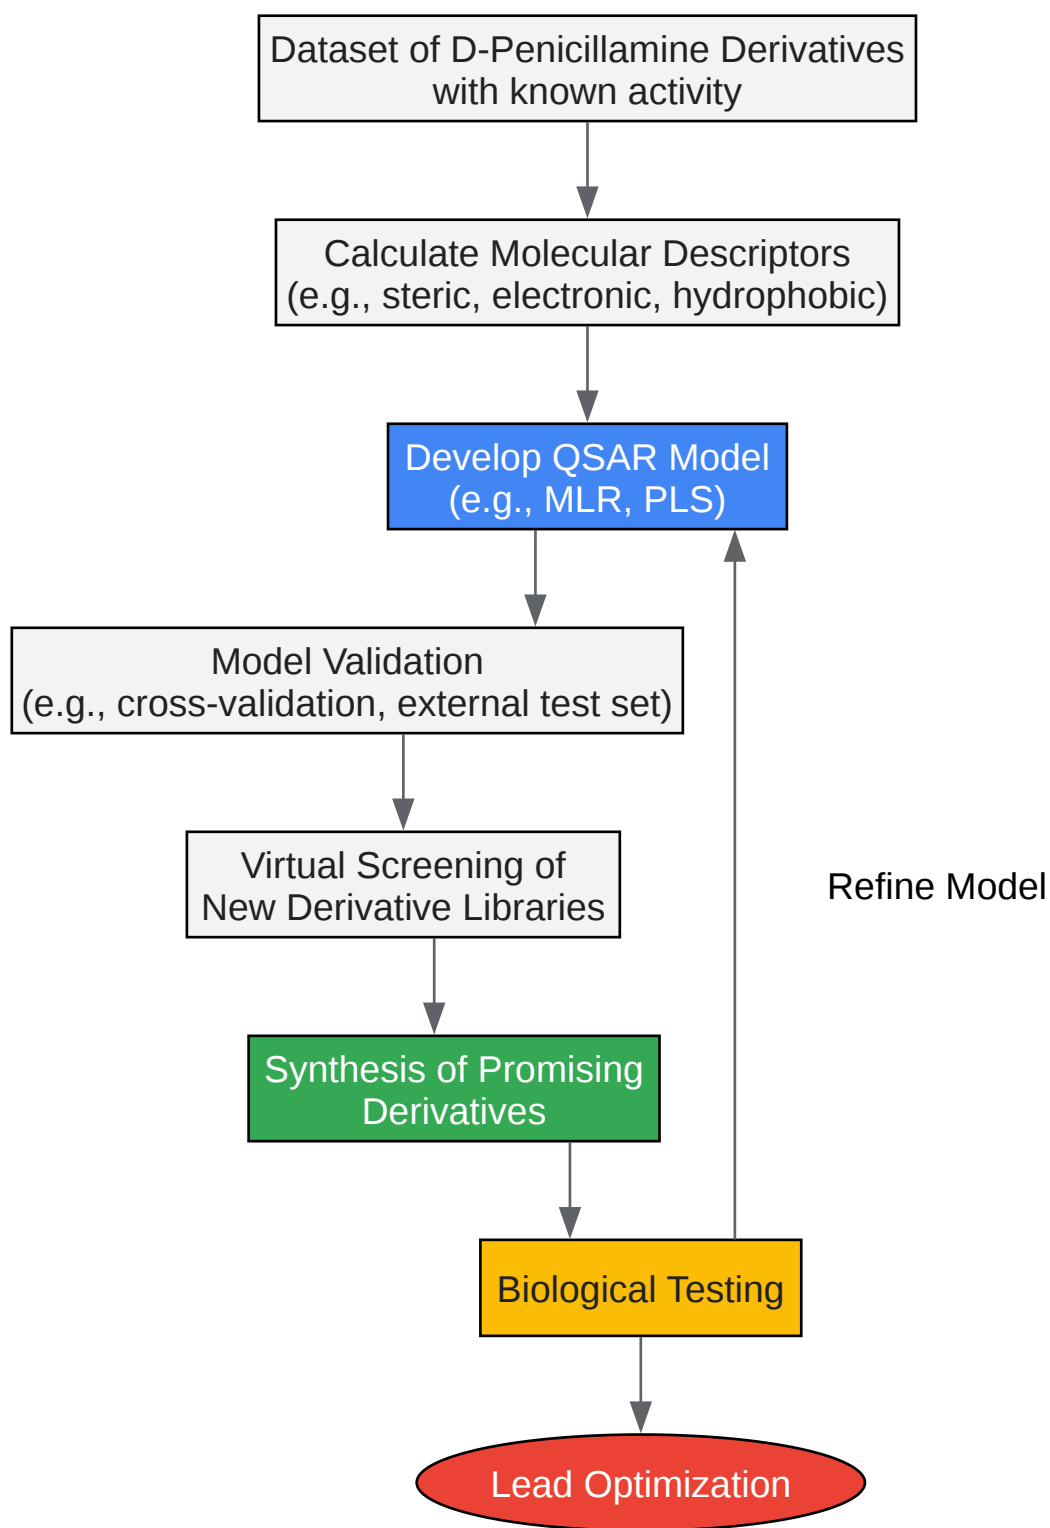 Dataset of D-Penicillamine Derivatives
with known activity
Calculate Molecular Descriptors
(e.g., steric, electronic, hydrophobic)
Develop QSAR Model
(e.g., MLR, PLS)
Model Validation
(e.g., cross-validation, external test set)
Virtual Screening of
New Derivative Libraries
Refine Model
Synthesis of Promising
Derivatives
Biological Testing
Lead Optimization